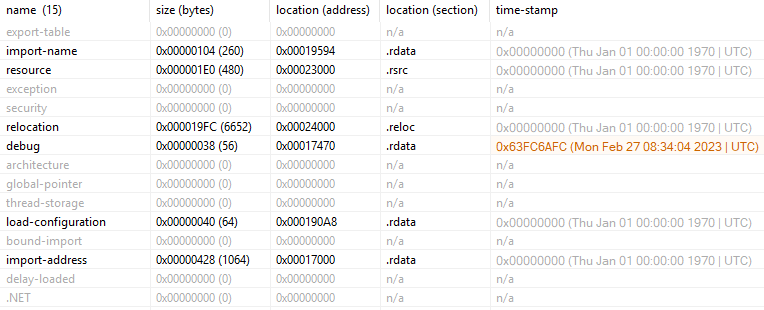 name (15) size (bytes) location (address) location (section) time-stamp
export-table 0x00000000 (0) 0x00000000 n/a n/a
import-name 0x00000104 (260) 0x00019594 .rdata 0x00000000 (Thu Jan 01 00:00:00 1970 | UTC)
resource 0x000001E0 (480) 0x00023000 .rsrc 0x00000000 (Thu Jan 01 00:00:00 1970 | UTC)
exception 0x00000000 (0) 0x00000000 n/a n/a
security 0x00000000 (0) 0x00000000 n/a n/a
relocation 0x000019FC (6652) 0x00024000 .reloc 0x00000000 (Thu Jan 01 00:00:00 1970 | UTC)
debug 0x00000038 (56) 0x00017470 .rdata 0x63FC6AFC (Mon Feb 27 08:34:04 2023 | UTC)
architecture 0x00000000 (0) 0x00000000 n/a n/a
global-pointer 0x00000000 (0) 0x00000000 n/a n/a
thread-storage 0x00000000 (0) 0x00000000 n/a n/a
load-configuration 0x00000040 (64) 0x000190A8 .rdata 0x00000000 (Thu Jan 01 00:00:00 1970 | UTC)
bound-import 0x00000000 (0) 0x00000000 n/a n/a
import-address 0x00000428 (1064) 0x00017000 .rdata 0x00000000 (Thu Jan 01 00:00:00 1970 | UTC)
delay-loaded 0x00000000 (0) 0x00000000 n/a n/a
.NET 0x00000000 (0) 0x00000000 n/a n/a